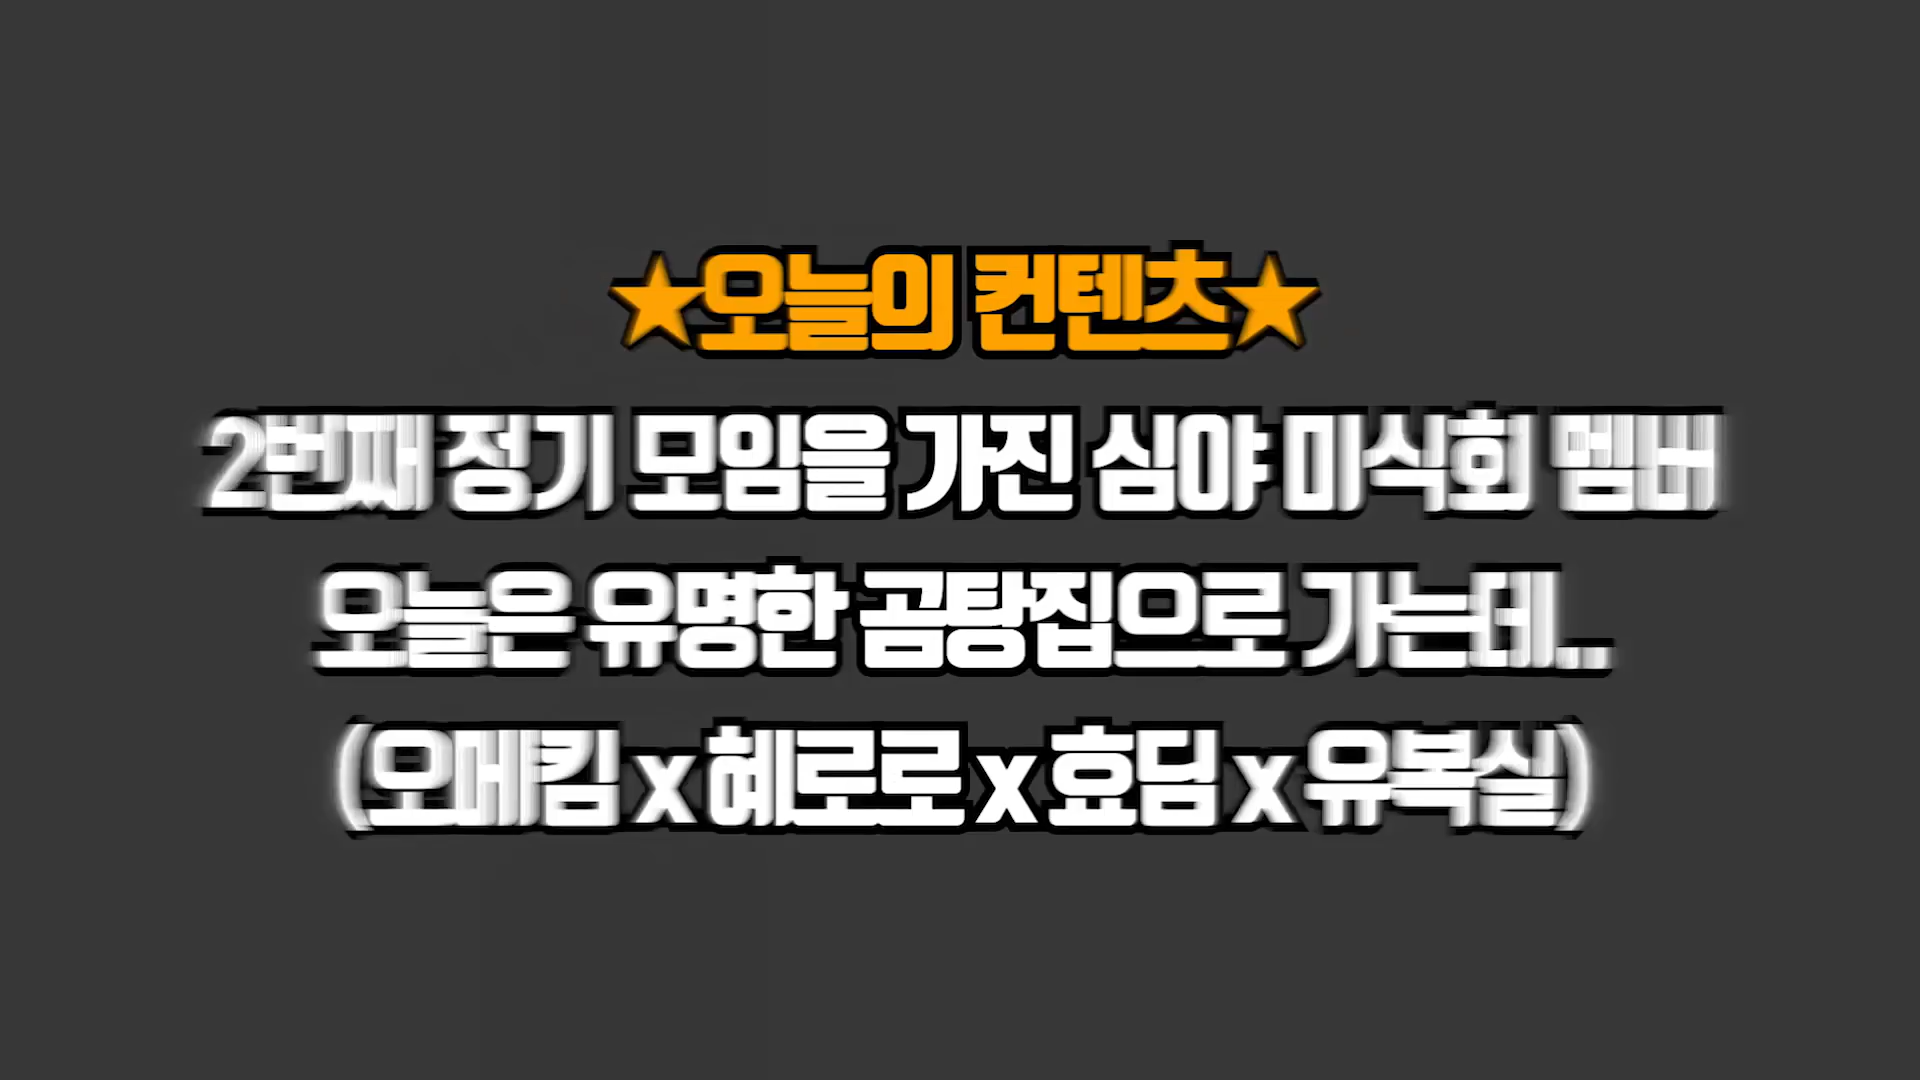 ★오늘의 컨텐츠★
2번째 정기 모임을 가진 심야 미식회 멤버
오늘은 유명한 곰탕집으로 가는데..
(오메킴 x 혜로로 x 효딤 x 유복실)